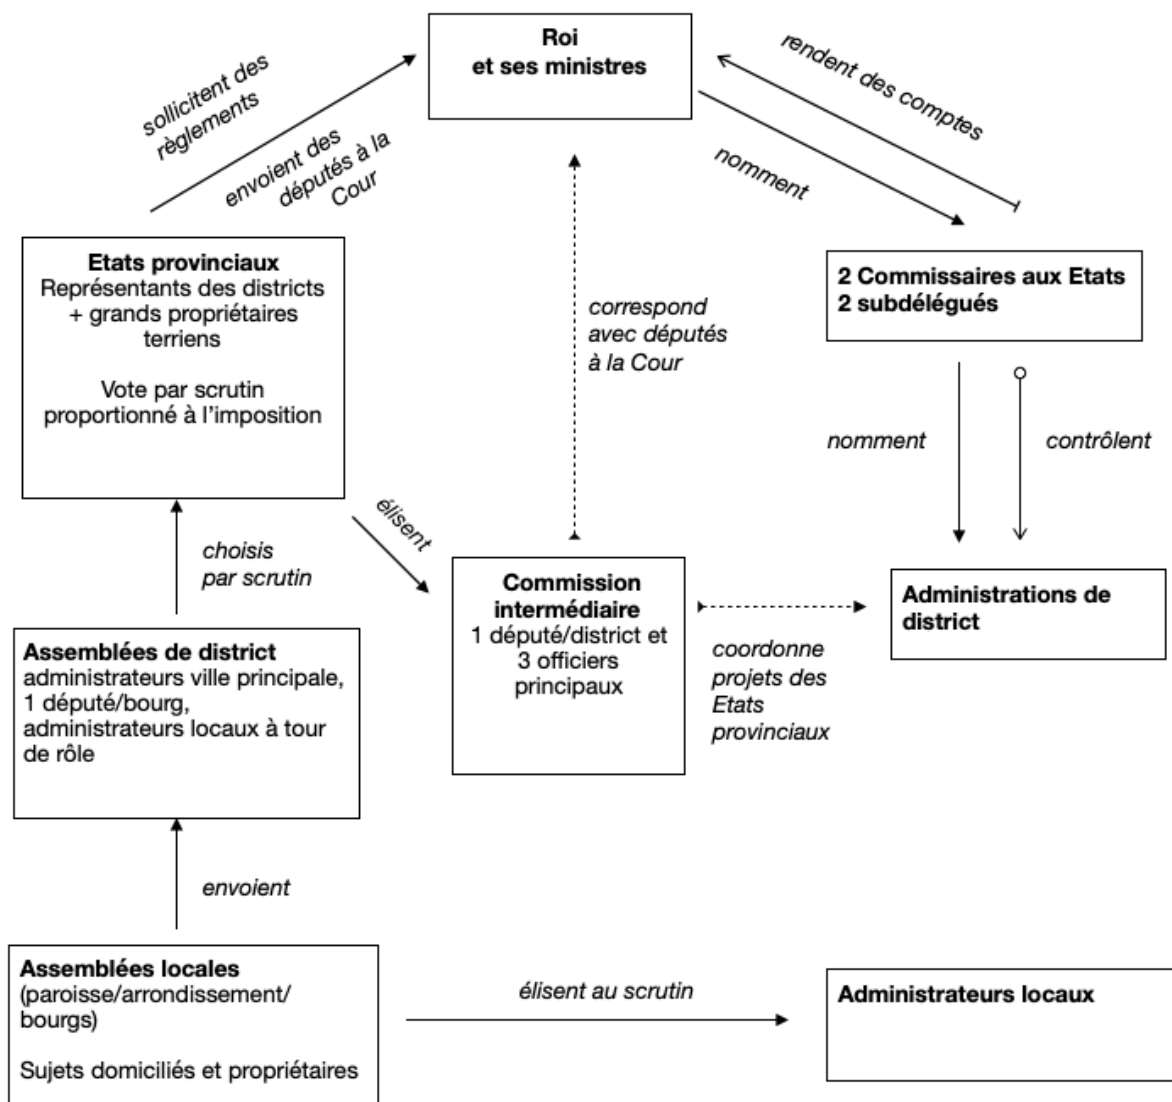 Roi
et ses ministres
sollicitent des
règlements
envoient des
députés à la
Cour
rendent des comptes
nomment
Etats provinciaux
Représentants des districts
+ grands propriétaires
terriens
Vote par scrutin
proportionné à l'imposition
2 Commissaires aux Etats
2 subdélégués
correspond
avec députés
à la Cour
nomment
contrôlent
élisent
choisis
par scrutin
Commission
intermédiaire
1 député/district et
3 officiers
principaux
Administrations de
district
coordonne
projets des
Etats
provinciaux
Assemblées de district
administrateurs ville principale,
1 député/bourg,
administrateurs locaux à tour
de rôle
envoient
Assemblées locales
(paroisse/arrondissement/
bourgs)
Sujets domiciliés et propriétaires
élisent au scrutin
Administrateurs locaux